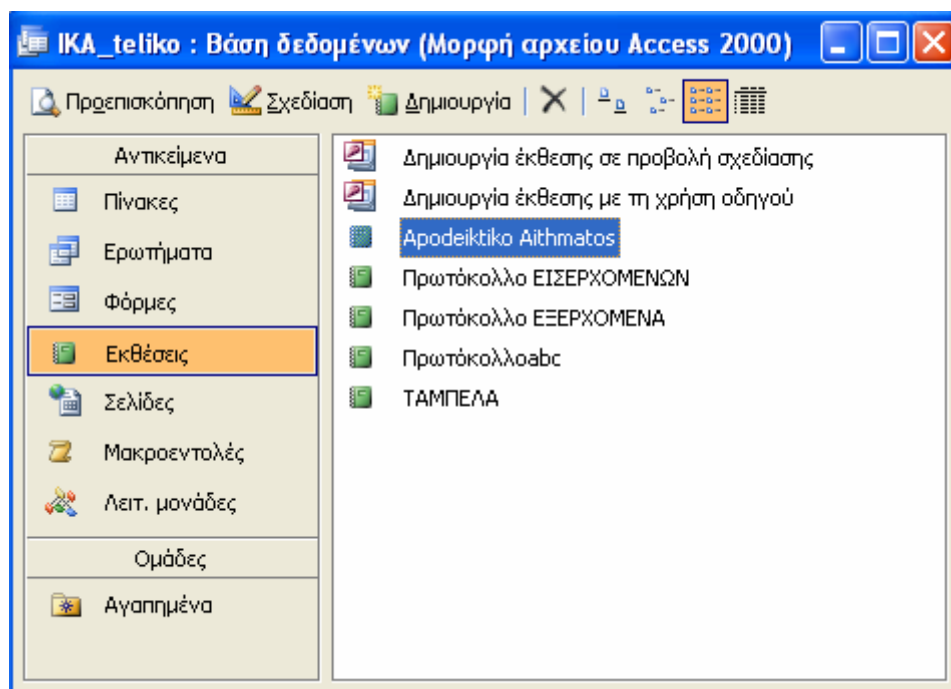 IKA_teliko : Βάση δεδομένων (Μορφή αρχείου Access 2000)
Προεπισκόπηση Σχεδίαση Δημιουργία
Αντικείμενα
Πίνακες
Ερωτήματα
Φόρμες
Εκθέσεις
Σελίδες
Μακροεντολές
Λειτ. μονάδες
Ομάδες
Αγαπημένα
Δημιουργία έκθεσης σε προβολή σχεδίασης
Δημιουργία έκθεσης με τη χρήση οδηγού
Apodeiktiko Aithmatos
Πρωτόκολλο ΕΙΣΕΡΧΟΜΕΝΩΝ
Πρωτόκολλο ΕΞΕΡΧΟΜΕΝΑ
Πρωτόκολλοabc
ΤΑΜΠΕΛΑ